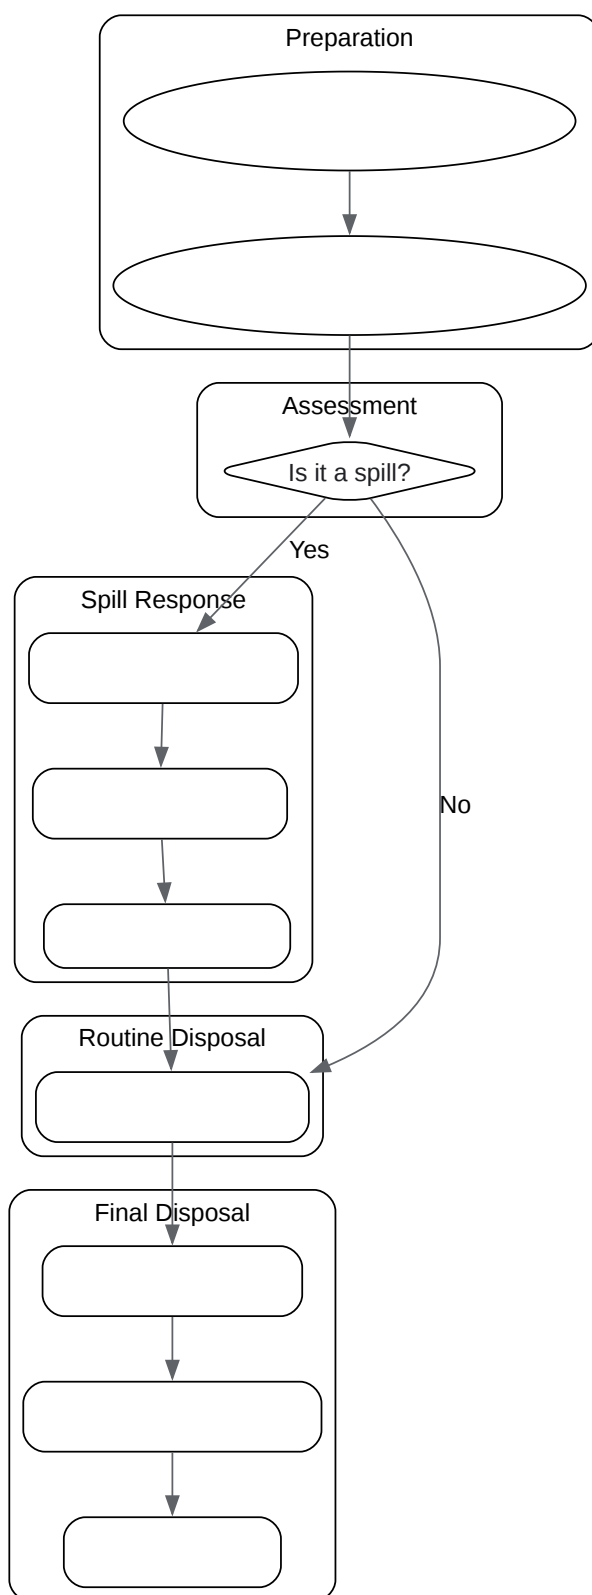 Preparation
Assessment
Is it a spill?
Yes
Spill Response
No
Routine Disposal
Final Disposal